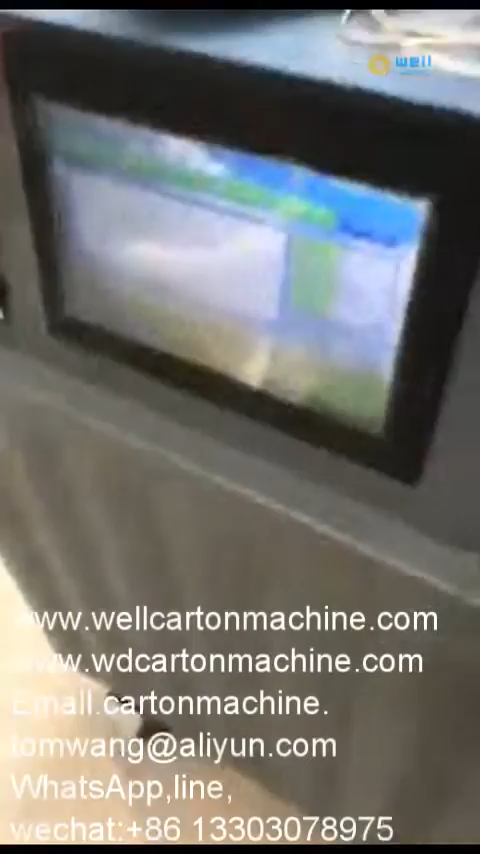 well
www.wellcartonmachine.com
www.wdcartonmachine.com
Email.cartonmachine.
tomwang@aliyun.com
WhatsApp,line,
wechat:+86 13303078975